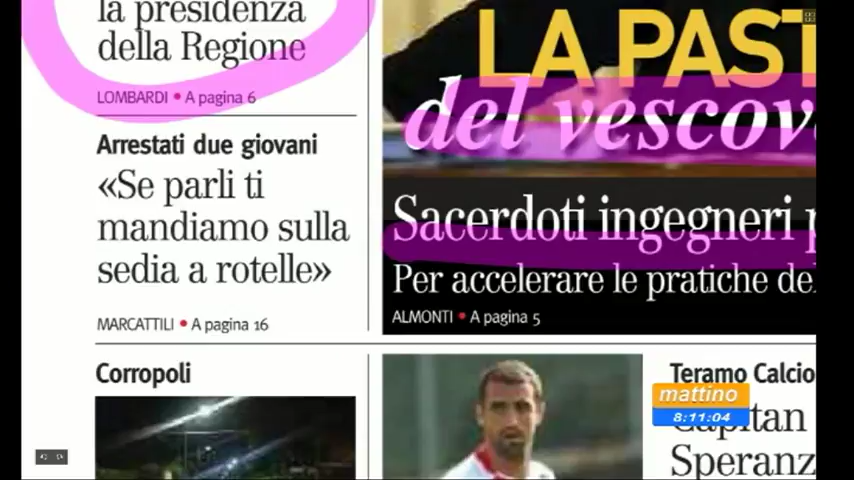 la presidenza
della Regione
LOMBARDI • A pagina 6
Arrestati due giovani
«Se parli ti
mandiamo sulla
sedia a rotelle»
MARCATTILI • A pagina 16
Corropoli
LA PAST
del vescov
Sacerdoti ingegneri p
Per accelerare le pratiche del
ALMONTI • A pagina 5
Teramo Calcio
mattino
8:11:04
Capitan
Speranz